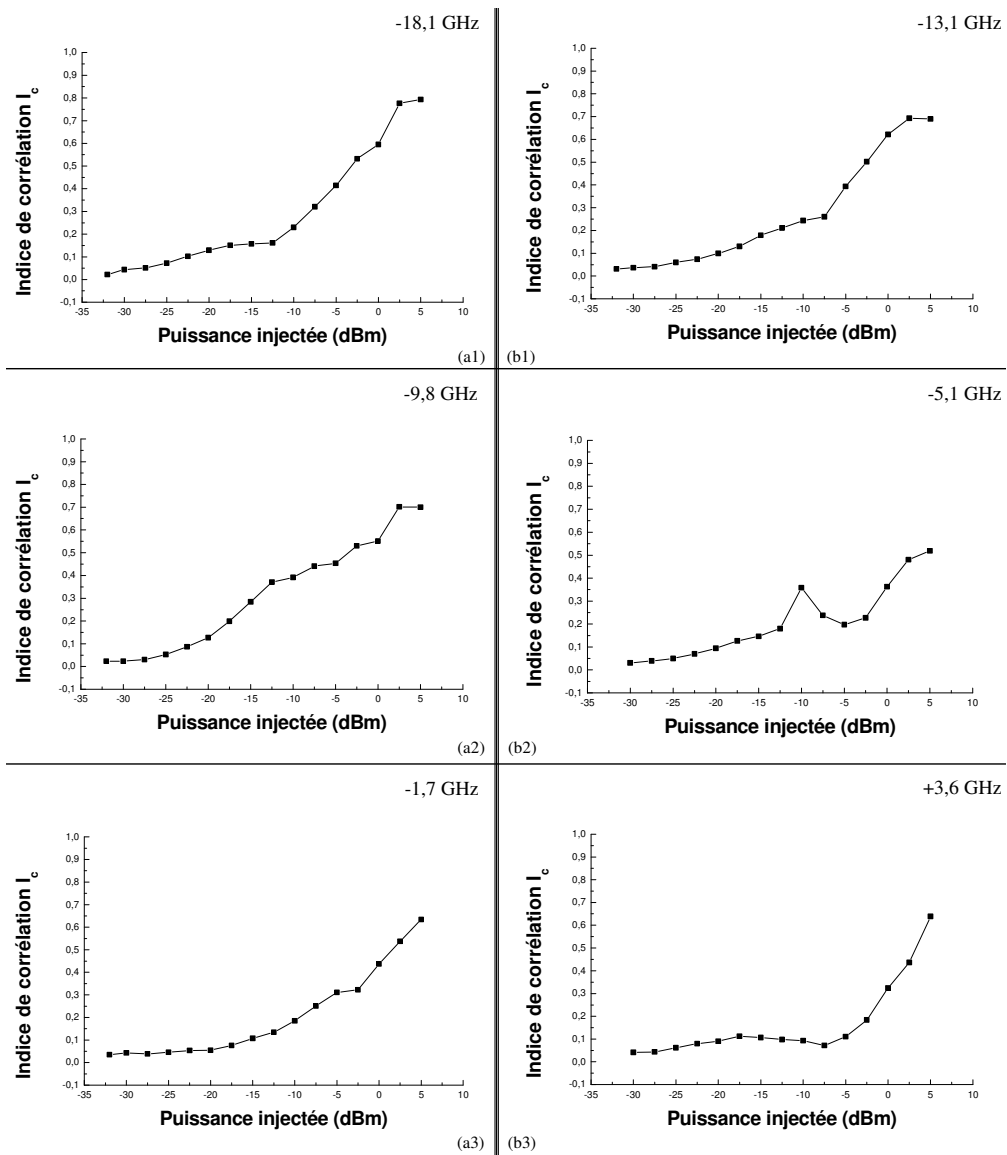 -18,1 GHz
1,0
0,9
0,8
0,7
0,6
0,5
0,4
0,3
0,2
0,1
0,0
-0,1
Indice de corrélation I_c
-35 -30 -25 -20 -15 -10 -5 0 5 10
Puissance injectée (dBm)
(a1)
-13,1 GHz
1,0
0,9
0,8
0,7
0,6
0,5
0,4
0,3
0,2
0,1
0,0
-0,1
Indice de corrélation I_c
-35 -30 -25 -20 -15 -10 -5 0 5 10
Puissance injectée (dBm)
(b1)
-9,8 GHz
1,0
0,9
0,8
0,7
0,6
0,5
0,4
0,3
0,2
0,1
0,0
-0,1
Indice de corrélation I_c
-35 -30 -25 -20 -15 -10 -5 0 5 10
Puissance injectée (dBm)
(a2)
-5,1 GHz
1,0
0,9
0,8
0,7
0,6
0,5
0,4
0,3
0,2
0,1
0,0
-0,1
Indice de corrélation I_c
-35 -30 -25 -20 -15 -10 -5 0 5 10
Puissance injectée (dBm)
(b2)
-1,7 GHz
1,0
0,9
0,8
0,7
0,6
0,5
0,4
0,3
0,2
0,1
0,0
-0,1
Indice de corrélation I_c
-35 -30 -25 -20 -15 -10 -5 0 5 10
Puissance injectée (dBm)
(a3)
+3,6 GHz
1,0
0,9
0,8
0,7
0,6
0,5
0,4
0,3
0,2
0,1
0,0
-0,1
Indice de corrélation I_c
-35 -30 -25 -20 -15 -10 -5 0 5 10
Puissance injectée (dBm)
(b3)